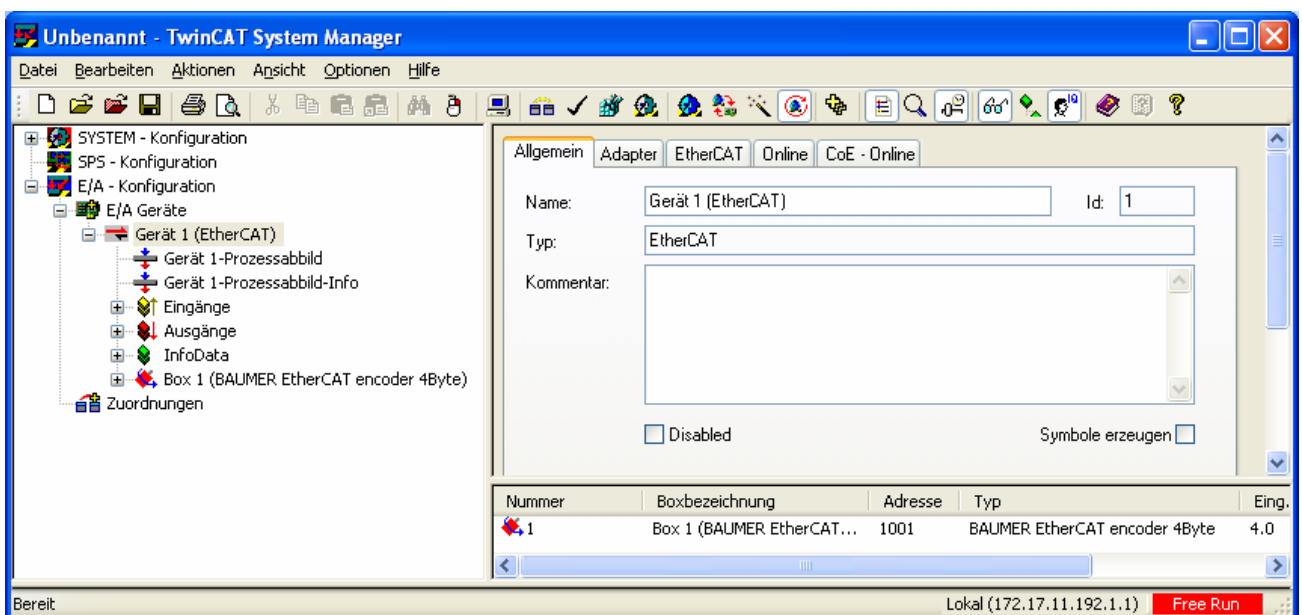 Unbenannt - TwinCAT System Manager
Datei Bearbeiten Aktionen Ansicht Optionen Hilfe
SYSTEM - Konfiguration
SPS - Konfiguration
E/A - Konfiguration
E/A Geräte
Gerät 1 (EtherCAT)
Gerät 1-Prozessabbild
Gerät 1-Prozessabbild-Info
Eingänge
Ausgänge
InfoData
Box 1 (BAUMER EtherCAT encoder 4Byte)
Zuordnungen
Allgemein Adapter EtherCAT Online CoE - Online
Name: Gerät 1 (EtherCAT) Id: 1
Typ: EtherCAT
Kommentar:
Disabled Symbole erzeugen
Nummer Boxbezeichnung Adresse Typ Eing.
1 Box 1 (BAUMER EtherCAT... 1001 BAUMER EtherCAT encoder 4Byte 4.0
Bereit Lokal (172.17.11.192.1.1) Free Run